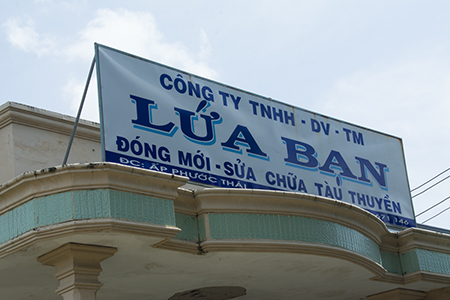 CÔNG TY TNHH - DV - TM
LỨA BAN
ĐÓNG MỚI - SỬA CHỮA TÀU THUYỀN
ĐC: ẤP PHƯỚC THÁI